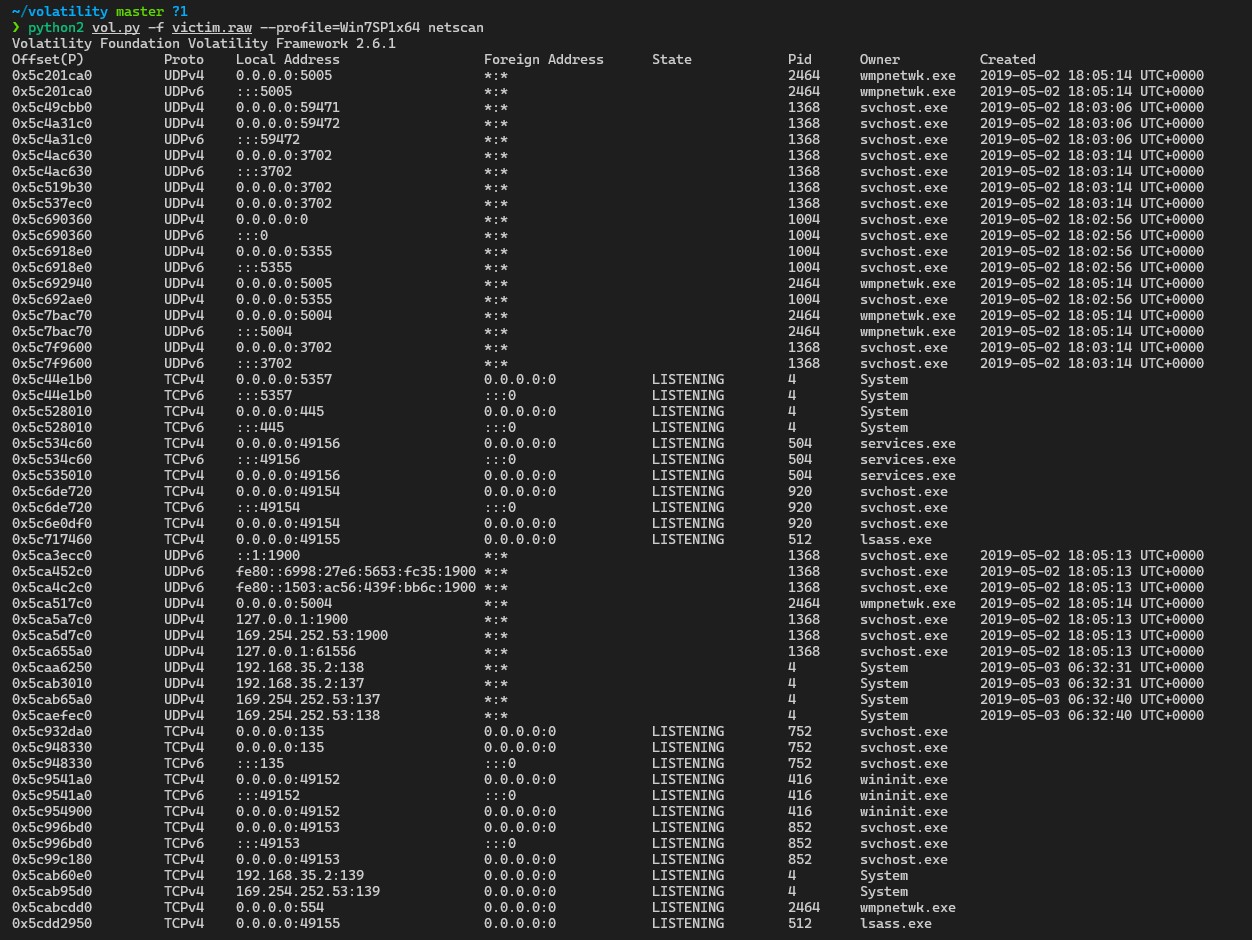 ~/volatility master ?1
❯ python2 vol.py -f victim.raw --profile=Win7SP1x64 netscan
Volatility Foundation Volatility Framework 2.6.1
Offset(P) Proto Local Address Foreign Address State Pid Owner Created
0x5c201ca0 UDPv4 0.0.0.0:5005 *:* 2464 wmpnetwk.exe 2019-05-02 18:05:14 UTC+0000
0x5c201ca0 UDPv6 :::5005 *:* 2464 wmpnetwk.exe 2019-05-02 18:05:14 UTC+0000
0x5c49cbb0 UDPv4 0.0.0.0:59471 *:* 1368 svchost.exe 2019-05-02 18:03:06 UTC+0000
0x5c4a31c0 UDPv4 0.0.0.0:59472 *:* 1368 svchost.exe 2019-05-02 18:03:06 UTC+0000
0x5c4a31c0 UDPv6 :::59472 *:* 1368 svchost.exe 2019-05-02 18:03:06 UTC+0000
0x5c4ac630 UDPv4 0.0.0.0:3702 *:* 1368 svchost.exe 2019-05-02 18:03:14 UTC+0000
0x5c4ac630 UDPv6 :::3702 *:* 1368 svchost.exe 2019-05-02 18:03:14 UTC+0000
0x5c519b30 UDPv4 0.0.0.0:3702 *:* 1368 svchost.exe 2019-05-02 18:03:14 UTC+0000
0x5c537ec0 UDPv4 0.0.0.0:3702 *:* 1368 svchost.exe 2019-05-02 18:03:14 UTC+0000
0x5c690360 UDPv4 0.0.0.0:0 *:* 1004 svchost.exe 2019-05-02 18:02:56 UTC+0000
0x5c690360 UDPv6 :::0 *:* 1004 svchost.exe 2019-05-02 18:02:56 UTC+0000
0x5c6918e0 UDPv4 0.0.0.0:5355 *:* 1004 svchost.exe 2019-05-02 18:02:56 UTC+0000
0x5c6918e0 UDPv6 :::5355 *:* 1004 svchost.exe 2019-05-02 18:02:56 UTC+0000
0x5c692940 UDPv4 0.0.0.0:5005 *:* 2464 wmpnetwk.exe 2019-05-02 18:05:14 UTC+0000
0x5c692ae0 UDPv4 0.0.0.0:5355 *:* 1004 svchost.exe 2019-05-02 18:02:56 UTC+0000
0x5c7bac70 UDPv4 0.0.0.0:5004 *:* 2464 wmpnetwk.exe 2019-05-02 18:05:14 UTC+0000
0x5c7bac70 UDPv6 :::5004 *:* 2464 wmpnetwk.exe 2019-05-02 18:05:14 UTC+0000
0x5c7f9600 UDPv4 0.0.0.0:3702 *:* 1368 svchost.exe 2019-05-02 18:03:14 UTC+0000
0x5c7f9600 UDPv6 :::3702 *:* 1368 svchost.exe 2019-05-02 18:03:14 UTC+0000
0x5c44e1b0 TCPv4 0.0.0.0:5357 0.0.0.0:0 LISTENING 4 System
0x5c44e1b0 TCPv6 :::5357 :::0 LISTENING 4 System
0x5c528010 TCPv4 0.0.0.0:445 0.0.0.0:0 LISTENING 4 System
0x5c528010 TCPv6 :::445 :::0 LISTENING 4 System
0x5c534c60 TCPv4 0.0.0.0:49156 0.0.0.0:0 LISTENING 504 services.exe
0x5c534c60 TCPv6 :::49156 :::0 LISTENING 504 services.exe
0x5c535010 TCPv4 0.0.0.0:49156 0.0.0.0:0 LISTENING 504 services.exe
0x5c6de720 TCPv4 0.0.0.0:49154 0.0.0.0:0 LISTENING 920 svchost.exe
0x5c6de720 TCPv6 :::49154 :::0 LISTENING 920 svchost.exe
0x5c6e0df0 TCPv4 0.0.0.0:49154 0.0.0.0:0 LISTENING 920 svchost.exe
0x5c717460 TCPv4 0.0.0.0:49155 0.0.0.0:0 LISTENING 512 lsass.exe
0x5ca3ecc0 UDPv6 ::1:1900 *:* 1368 svchost.exe 2019-05-02 18:05:13 UTC+0000
0x5ca452c0 UDPv6 fe80::6998:27e6:5653:fc35:1900 *:* 1368 svchost.exe 2019-05-02 18:05:13 UTC+0000
0x5ca4c2c0 UDPv6 fe80::1503:ac56:439f:bb6c:1900 *:* 1368 svchost.exe 2019-05-02 18:05:13 UTC+0000
0x5ca517c0 UDPv4 0.0.0.0:5004 *:* 2464 wmpnetwk.exe 2019-05-02 18:05:14 UTC+0000
0x5ca5a7c0 UDPv4 127.0.0.1:1900 *:* 1368 svchost.exe 2019-05-02 18:05:13 UTC+0000
0x5ca5d7c0 UDPv4 169.254.252.53:1900 *:* 1368 svchost.exe 2019-05-02 18:05:13 UTC+0000
0x5ca655a0 UDPv4 127.0.0.1:61556 *:* 1368 svchost.exe 2019-05-02 18:05:13 UTC+0000
0x5caa6250 UDPv4 192.168.35.2:138 *:* 4 System 2019-05-03 06:32:31 UTC+0000
0x5cab3010 UDPv4 192.168.35.2:137 *:* 4 System 2019-05-03 06:32:31 UTC+0000
0x5cab65a0 UDPv4 169.254.252.53:137 *:* 4 System 2019-05-03 06:32:40 UTC+0000
0x5caefec0 UDPv4 169.254.252.53:138 *:* 4 System 2019-05-03 06:32:40 UTC+0000
0x5c932da0 TCPv4 0.0.0.0:135 0.0.0.0:0 LISTENING 752 svchost.exe
0x5c948330 TCPv4 0.0.0.0:135 0.0.0.0:0 LISTENING 752 svchost.exe
0x5c948330 TCPv6 :::135 :::0 LISTENING 752 svchost.exe
0x5c9541a0 TCPv4 0.0.0.0:49152 0.0.0.0:0 LISTENING 416 wininit.exe
0x5c9541a0 TCPv6 :::49152 :::0 LISTENING 416 wininit.exe
0x5c954900 TCPv4 0.0.0.0:49152 0.0.0.0:0 LISTENING 416 wininit.exe
0x5c996bd0 TCPv4 0.0.0.0:49153 0.0.0.0:0 LISTENING 852 svchost.exe
0x5c996bd0 TCPv6 :::49153 :::0 LISTENING 852 svchost.exe
0x5c99c180 TCPv4 0.0.0.0:49153 0.0.0.0:0 LISTENING 852 svchost.exe
0x5cab60e0 TCPv4 192.168.35.2:139 0.0.0.0:0 LISTENING 4 System
0x5cab95d0 TCPv4 169.254.252.53:139 0.0.0.0:0 LISTENING 4 System
0x5cabcdd0 TCPv4 0.0.0.0:554 0.0.0.0:0 LISTENING 2464 wmpnetwk.exe
0x5cdd2950 TCPv4 0.0.0.0:49155 0.0.0.0:0 LISTENING 512 lsass.exe